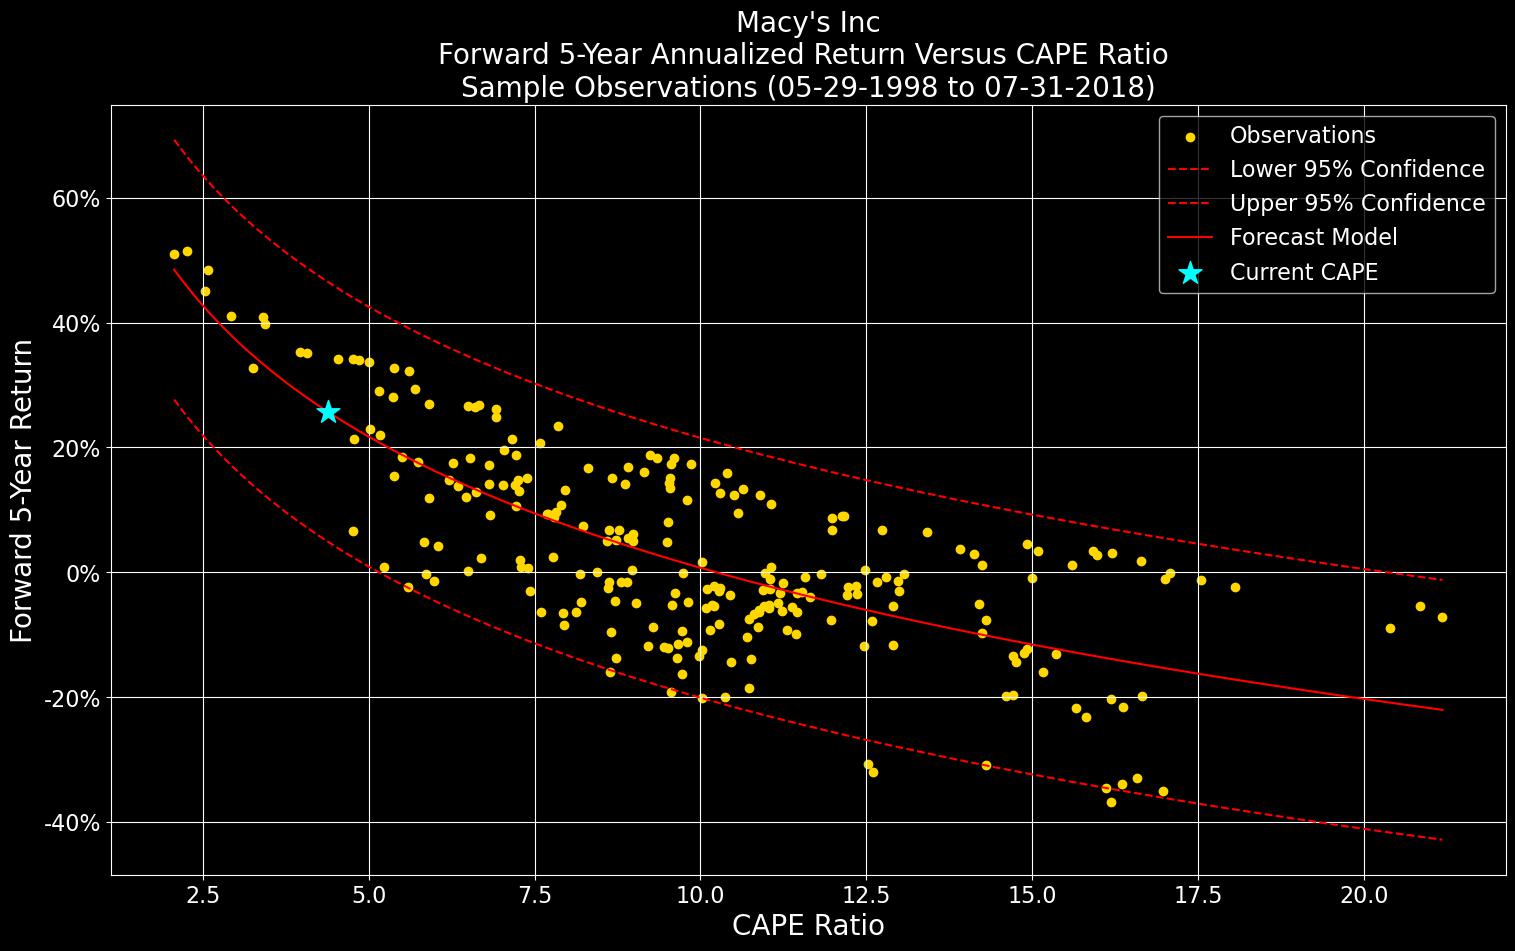 Macy's Inc
Forward 5-Year Annualized Return Versus CAPE Ratio
Sample Observations (05-29-1998 to 07-31-2018)
Observations
Lower 95% Confidence
Upper 95% Confidence
Forecast Model
Current CAPE
Forward 5-Year Return
60%
40%
20%
0%
-20%
-40%
2.5 5.0 7.5 10.0 12.5 15.0 17.5 20.0
CAPE Ratio